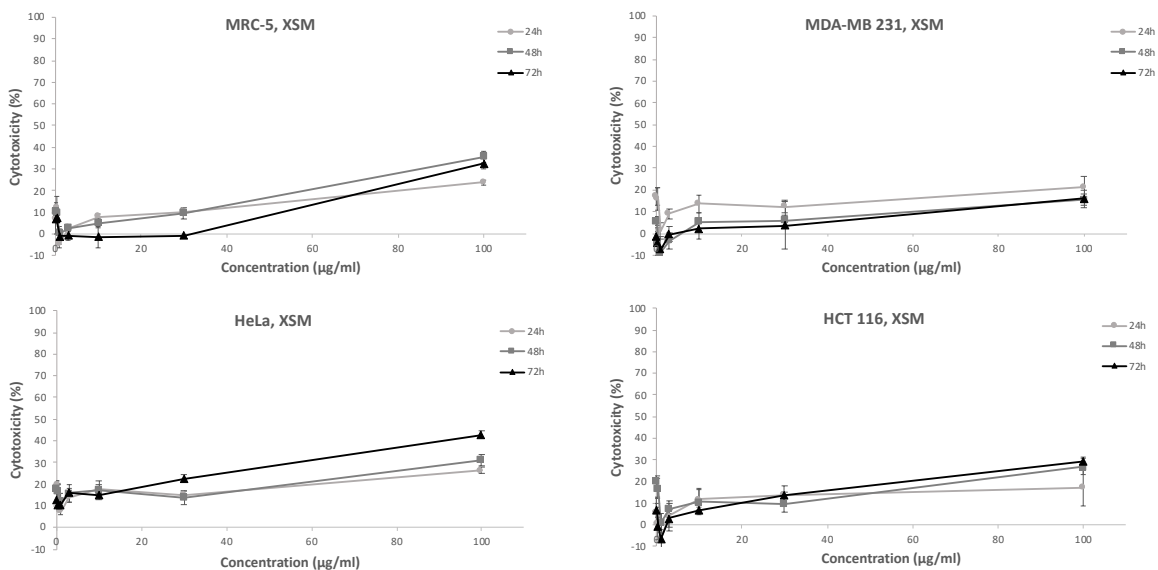 MRC-5, XSM
100
90
80
70
60
50
40
30
20
10
0
-10
Cytotoxicity (%)
0 20 40 60 80 100
Concentration (µg/ml)
24h
48h
72h
MDA-MB 231, XSM
100
90
80
70
60
50
40
30
20
10
0
-10
Cytotoxicity (%)
0 20 40 60 80 100
Concentration (µg/ml)
24h
48h
72h
HeLa, XSM
100
90
80
70
60
50
40
30
20
10
0
-10
Cytotoxicity (%)
0 20 40 60 80 100
Concentration (µg/ml)
24h
48h
72h
HCT 116, XSM
100
90
80
70
60
50
40
30
20
10
0
-10
Cytotoxicity (%)
0 20 40 60 80 100
Concentration (µg/ml)
24h
48h
72h